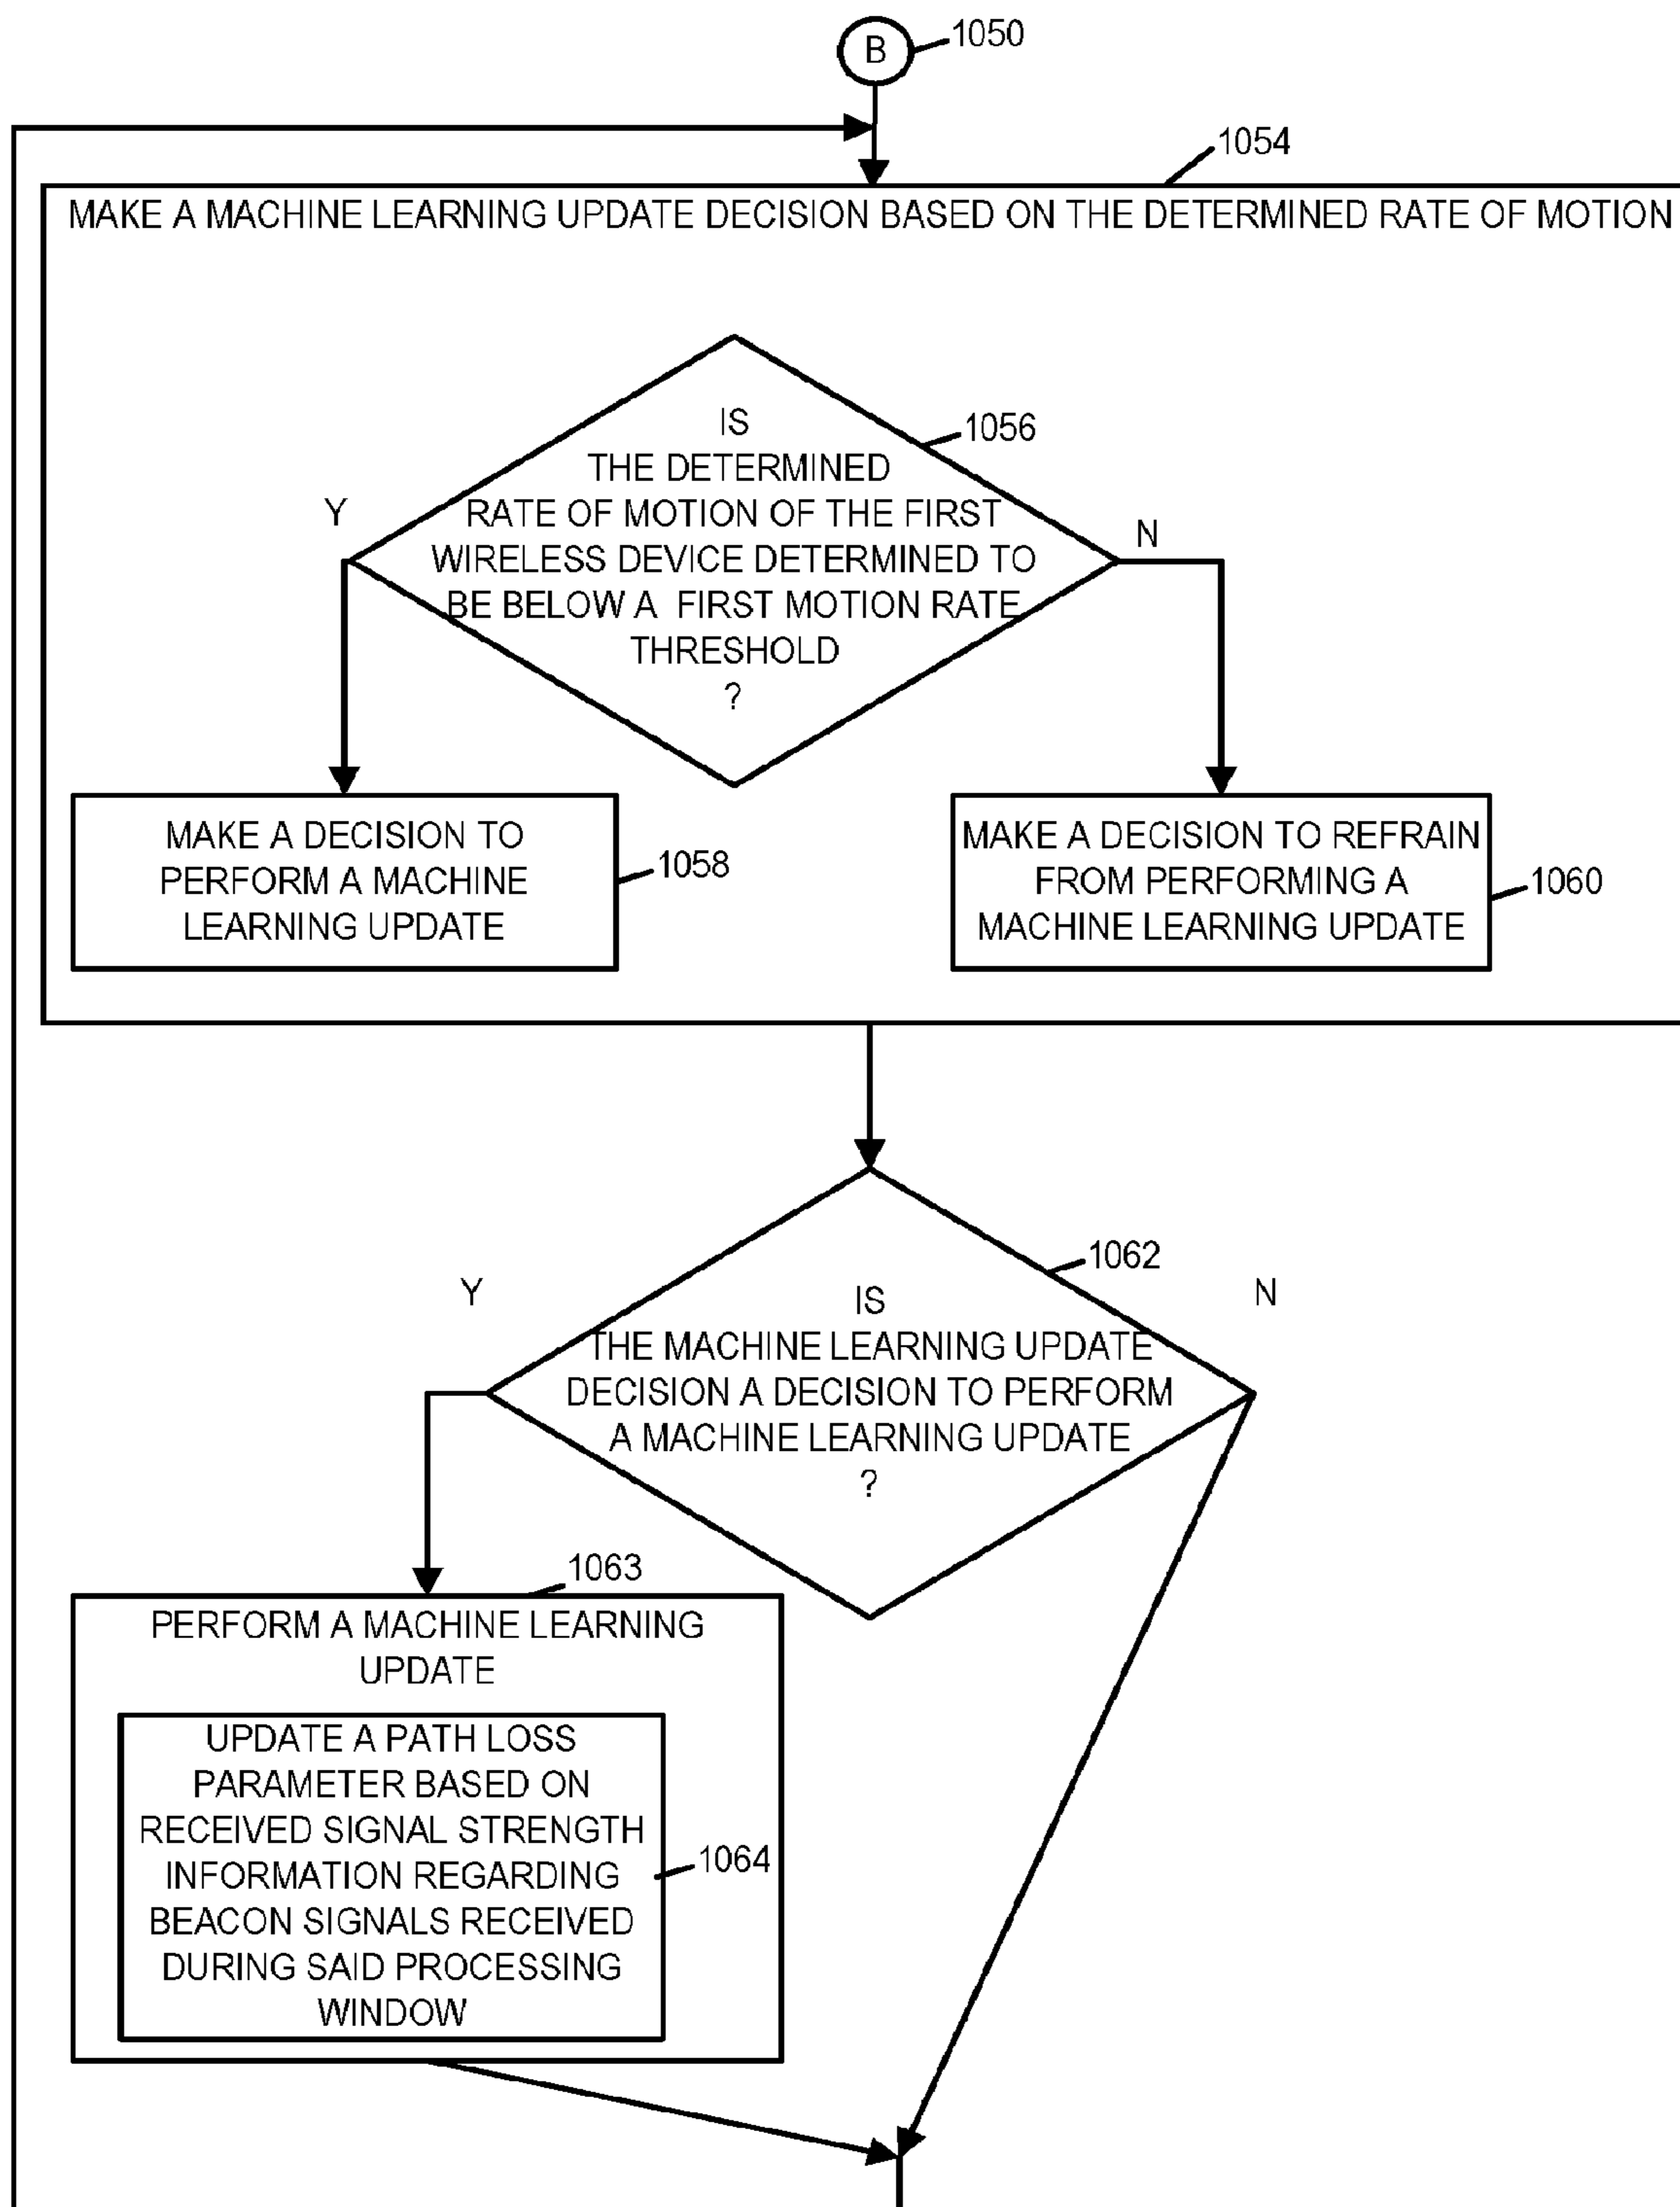 B
1050
1054
MAKE A MACHINE LEARNING UPDATE DECISION BASED ON THE DETERMINED RATE OF MOTION
IS
THE DETERMINED
RATE OF MOTION OF THE FIRST
WIRELESS DEVICE DETERMINED TO
BE BELOW A FIRST MOTION RATE
THRESHOLD
?
1056
Y
N
MAKE A DECISION TO
PERFORM A MACHINE
LEARNING UPDATE
1058
MAKE A DECISION TO REFRAIN
FROM PERFORMING A
MACHINE LEARNING UPDATE
1060
1062
Y
N
IS
THE MACHINE LEARNING UPDATE
DECISION A DECISION TO PERFORM
A MACHINE LEARNING UPDATE
?
1063
PERFORM A MACHINE LEARNING
UPDATE
UPDATE A PATH LOSS
PARAMETER BASED ON
RECEIVED SIGNAL STRENGTH
INFORMATION REGARDING
BEACON SIGNALS RECEIVED
DURING SAID PROCESSING
WINDOW
1064